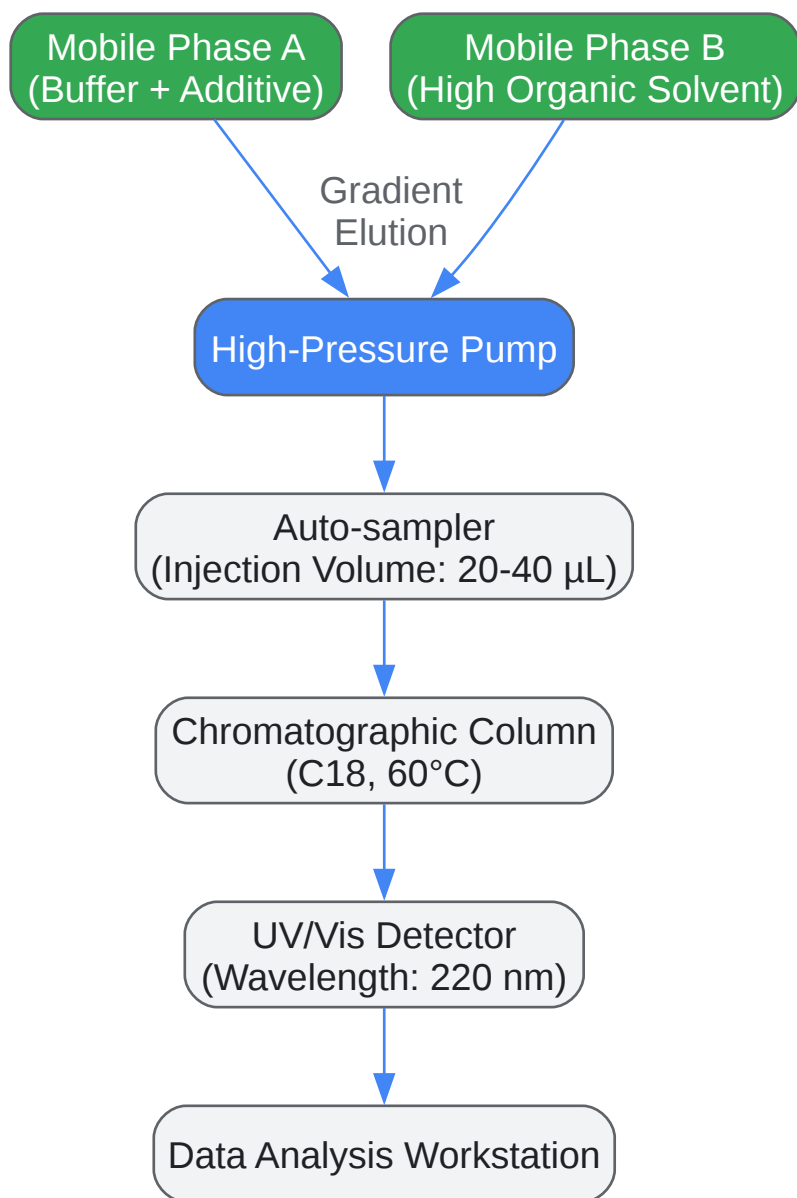 Mobile Phase A
(Buffer + Additive)
Mobile Phase B
(High Organic Solvent)
Gradient
Elution
High-Pressure Pump
Auto-sampler
(Injection Volume: 20-40 µL)
Chromatographic Column
(C18, 60°C)
UV/Vis Detector
(Wavelength: 220 nm)
Data Analysis Workstation